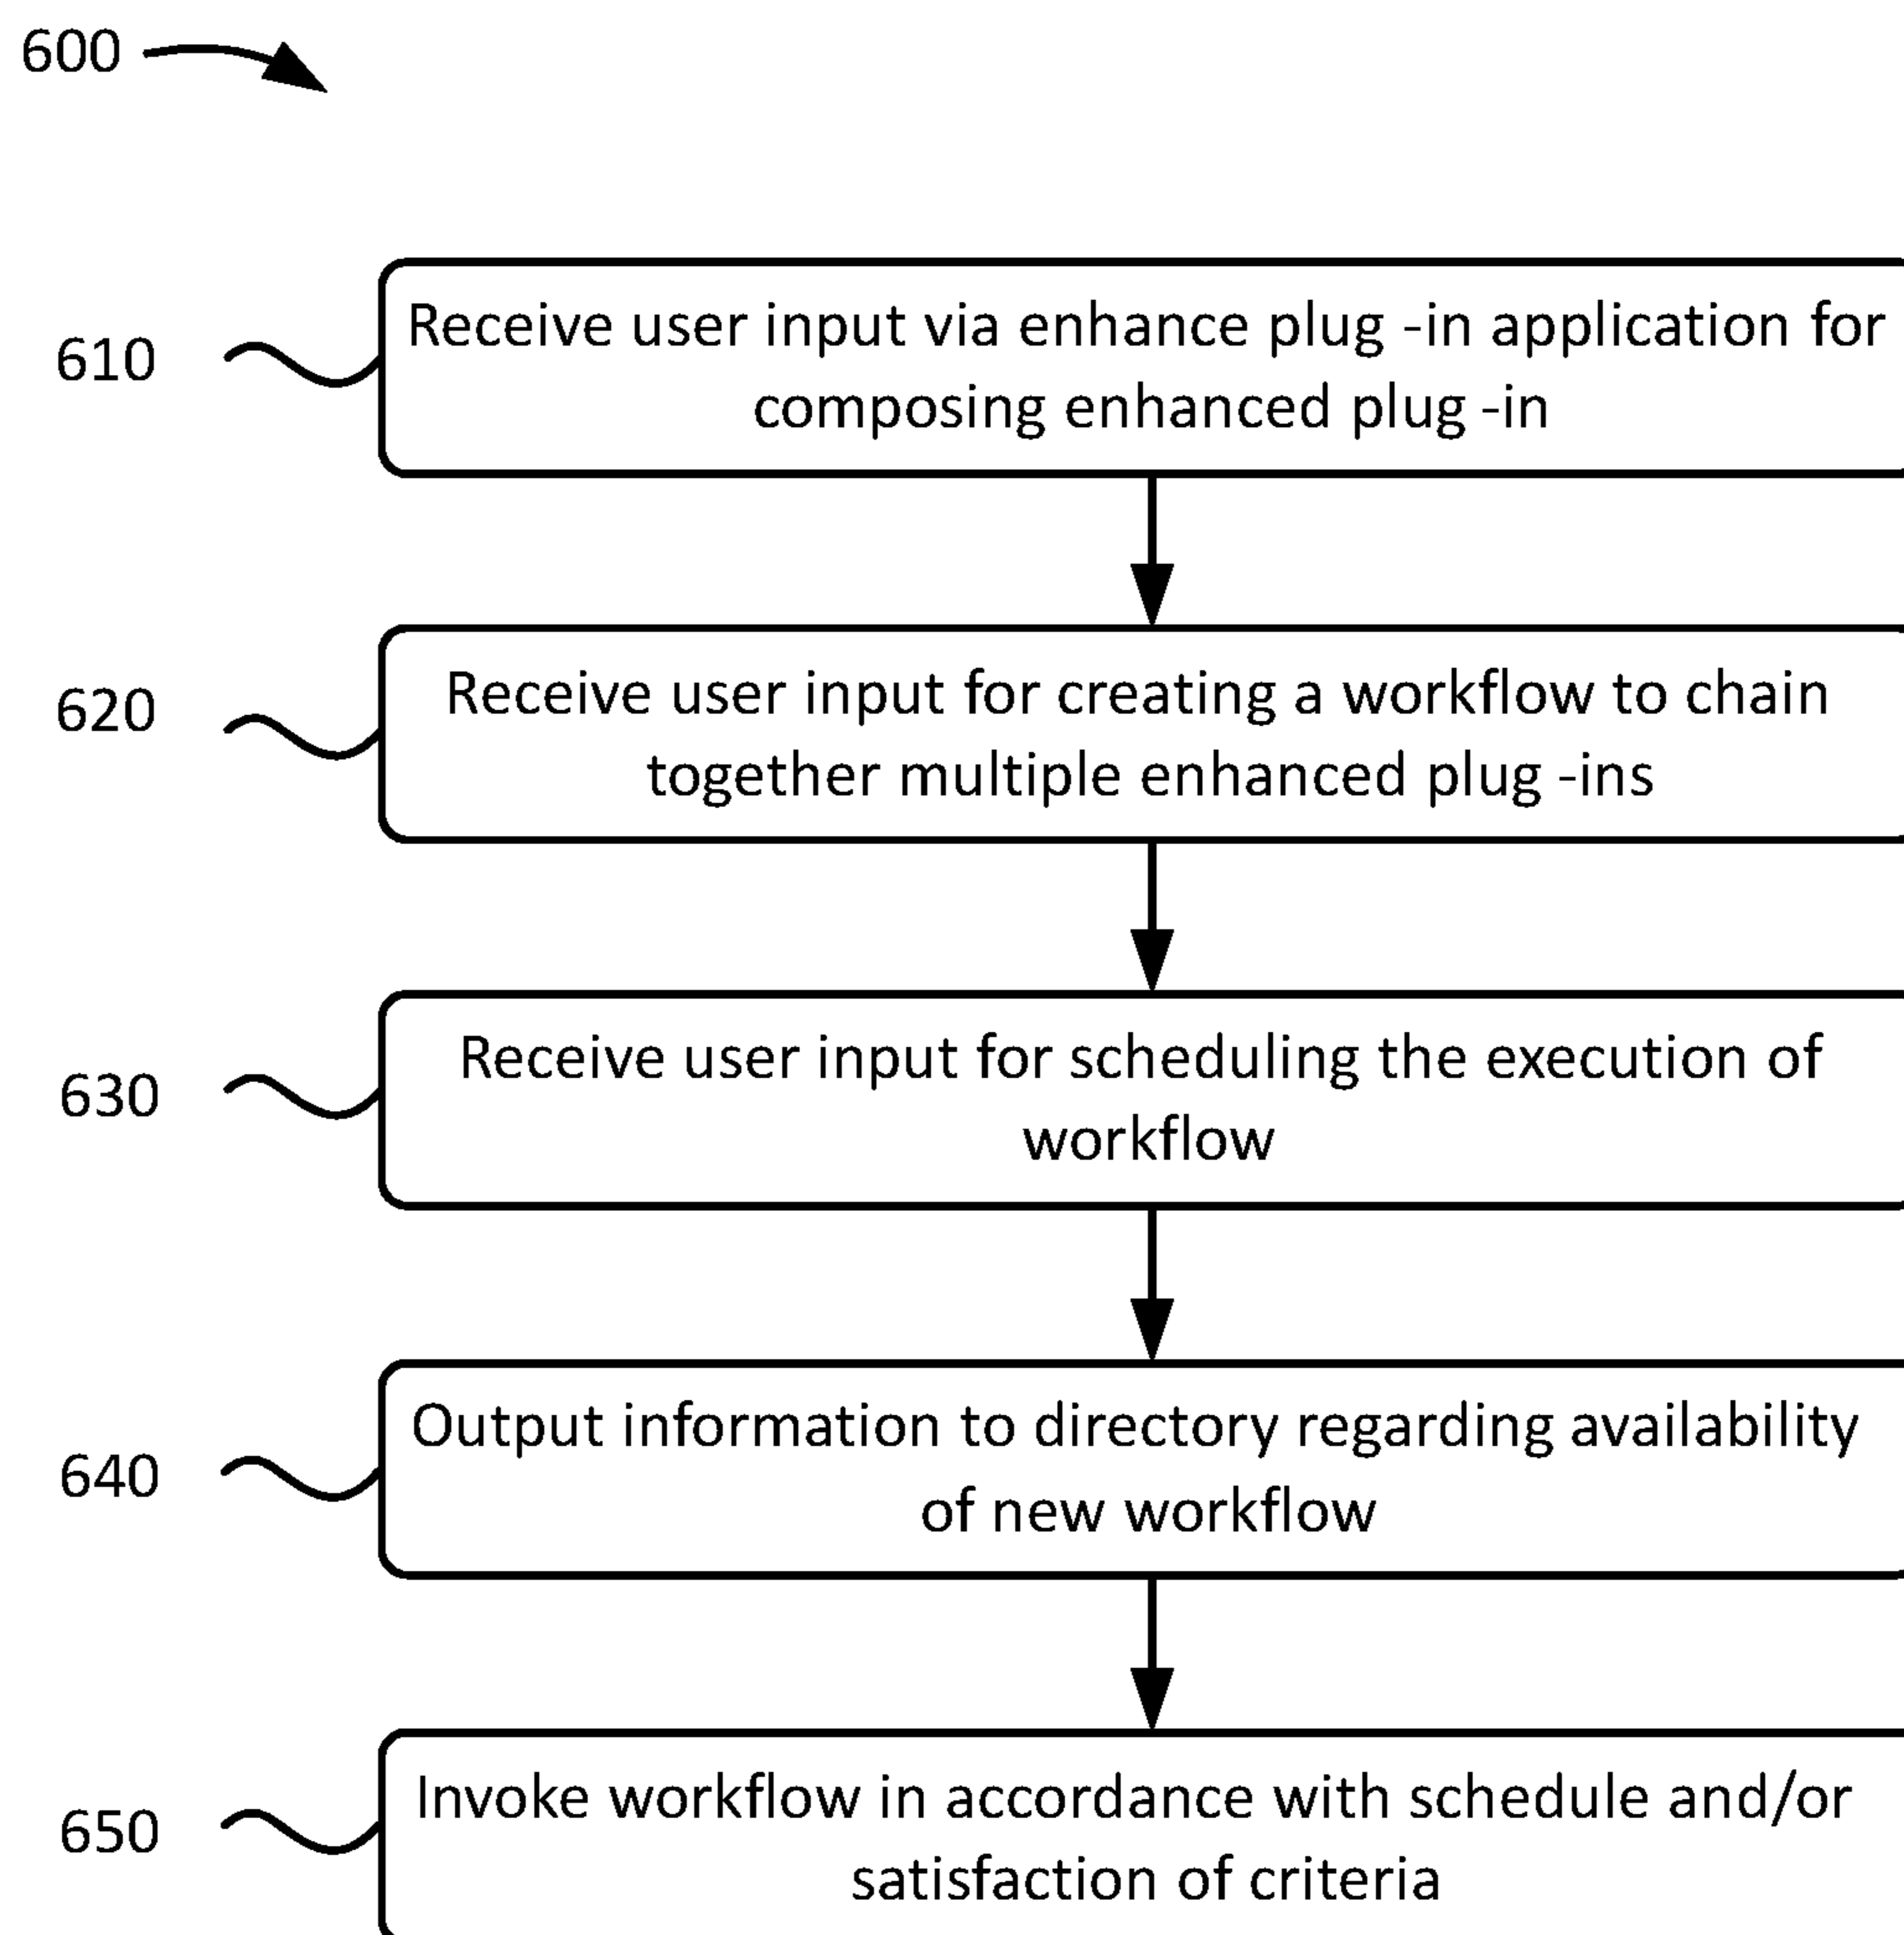 600
610
Receive user input via enhance plug -in application for
composing enhanced plug -in
620
Receive user input for creating a workflow to chain
together multiple enhanced plug -ins
630
Receive user input for scheduling the execution of
workflow
640
Output information to directory regarding availability
of new workflow
650
Invoke workflow in accordance with schedule and/or
satisfaction of criteria